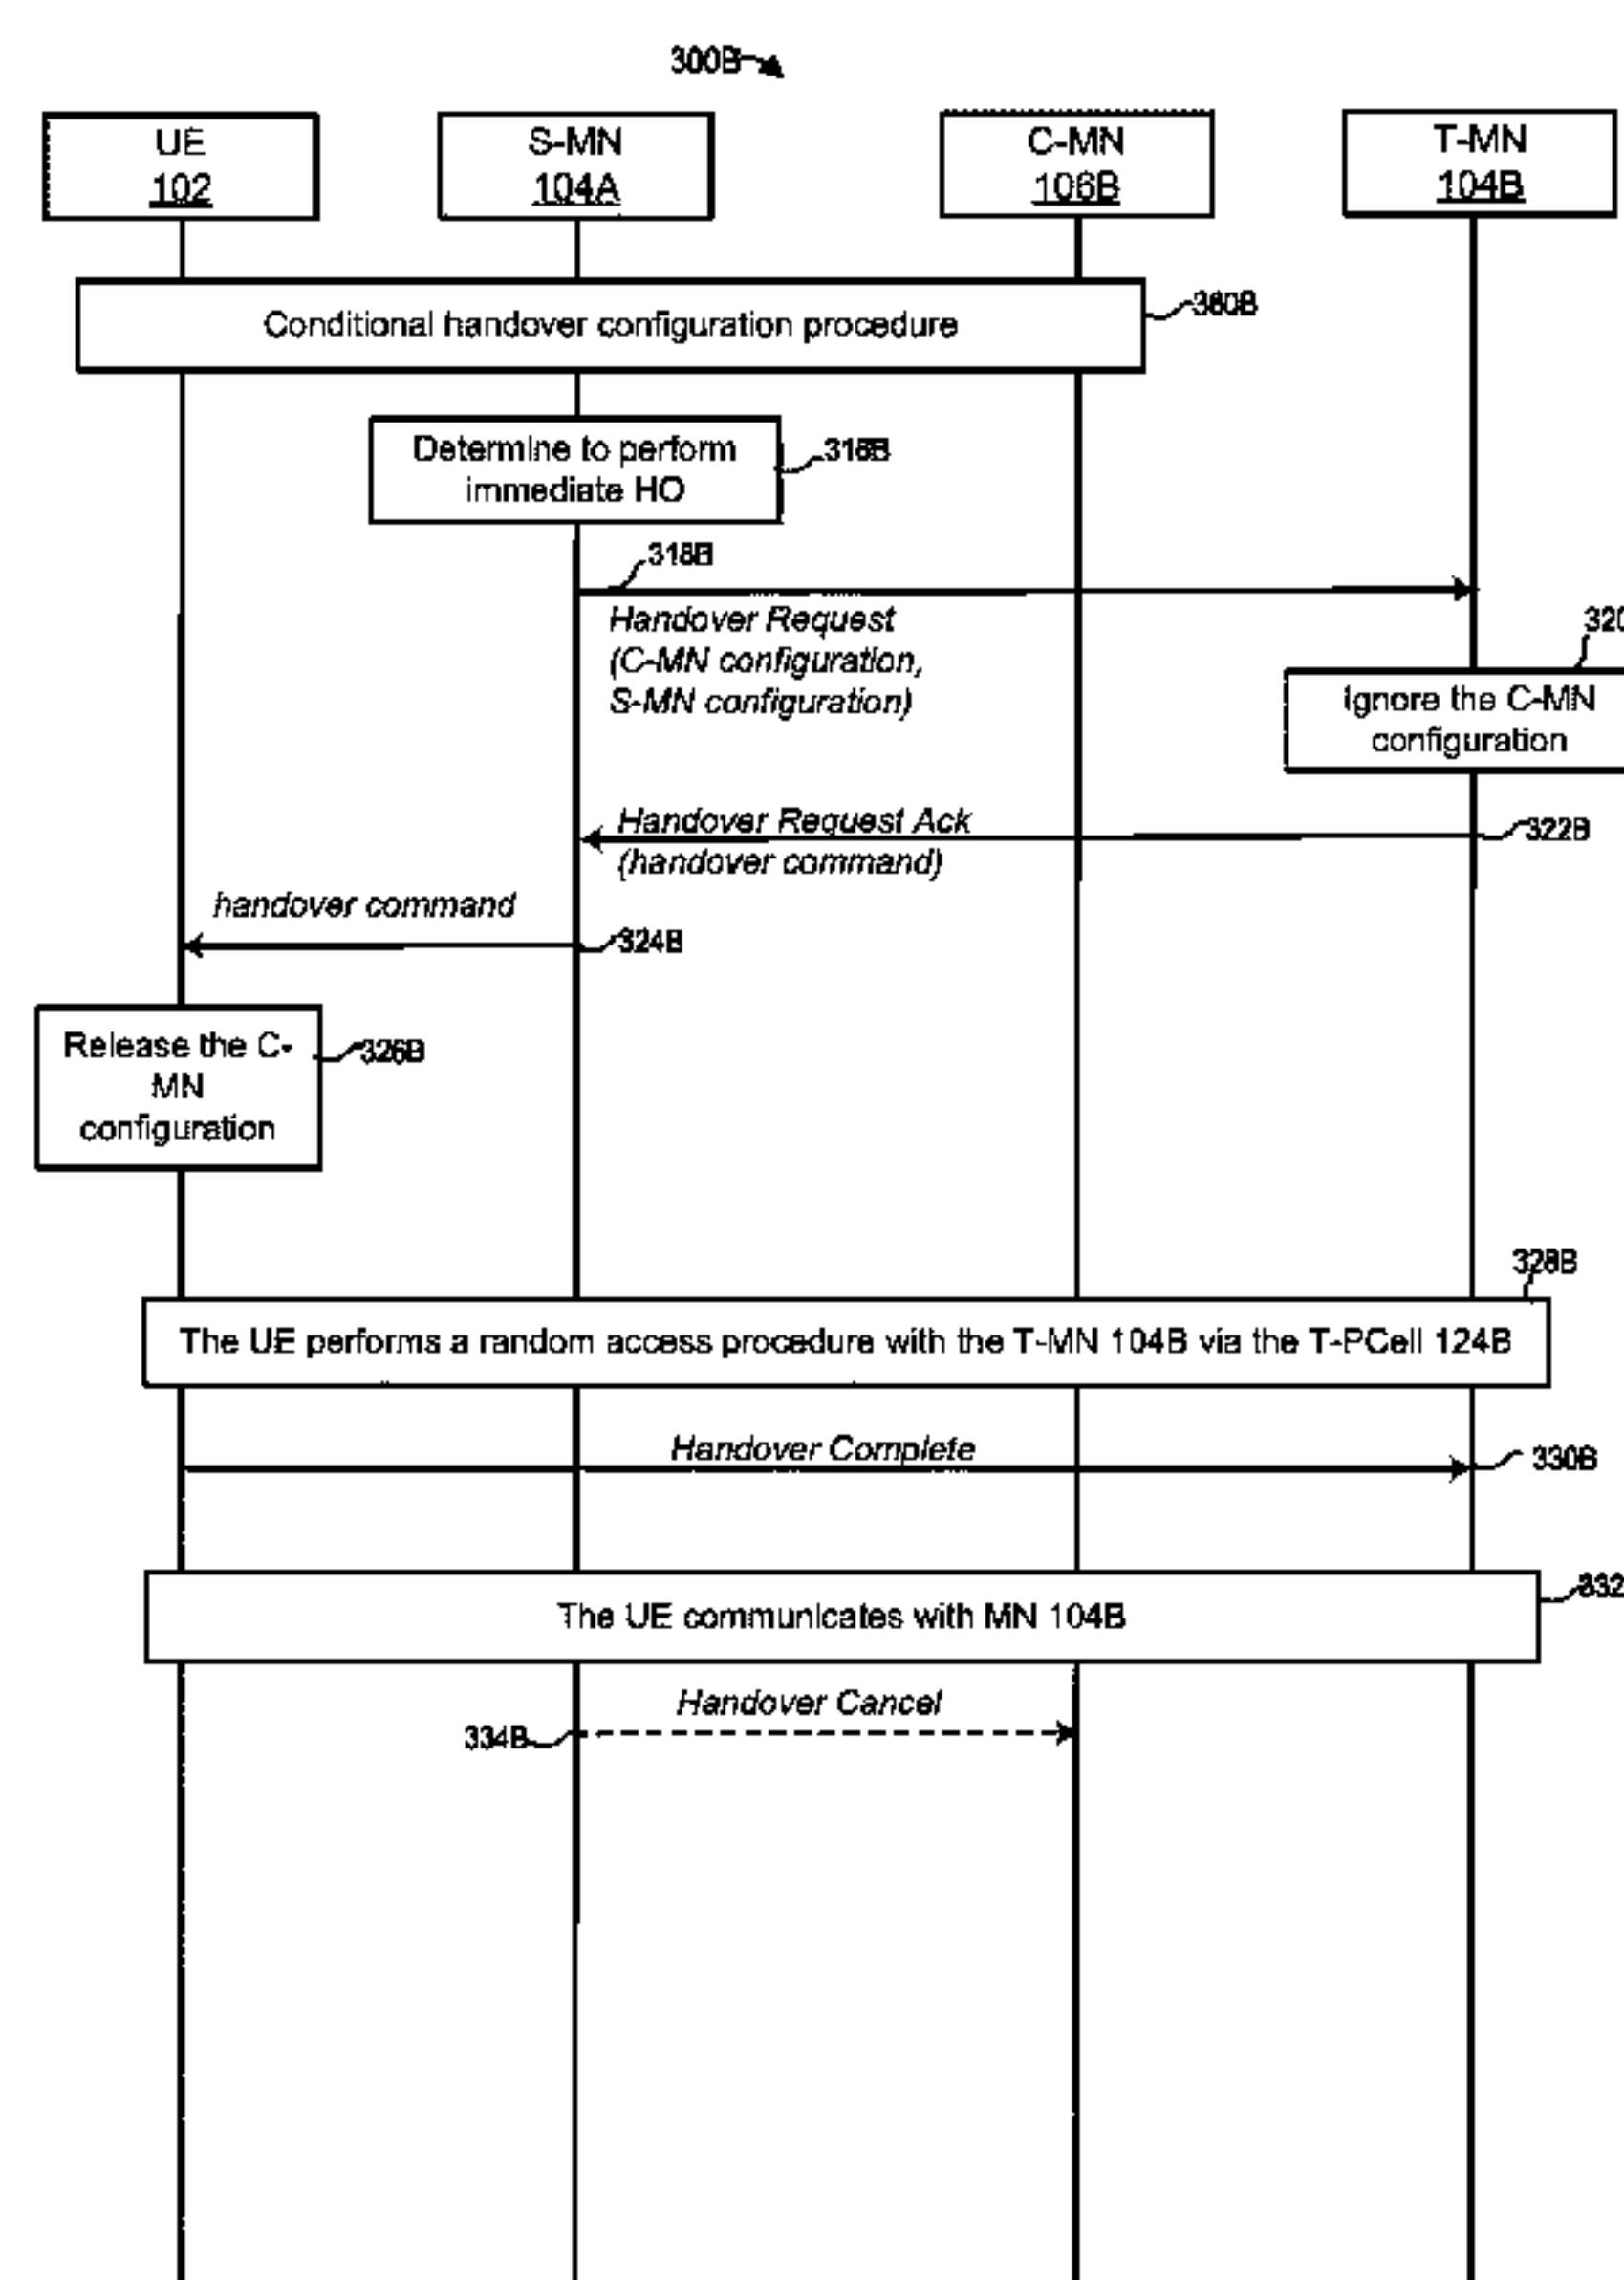 300B
UE
102
S-MN
104A
C-MN
106B
T-MN
104B
Conditional handover configuration procedure
360B
Determine to perform
immediate HO
316B
318B
Handover Request
(C-MN configuration,
S-MN configuration)
320
Ignore the C-MN
configuration
Handover Request Ack
(handover command)
322B
handover command
324B
Release the C-
MN
configuration
326B
328B
The UE performs a random access procedure with the T-MN 104B via the T-PCell 124B
Handover Complete
330B
The UE communicates with MN 104B
332
Handover Cancel
334B